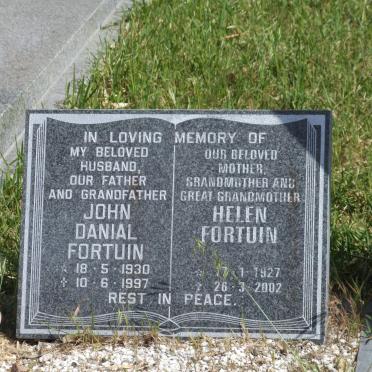 IN LOVING MEMORY OF
MY BELOVED
HUSBAND,
OUR FATHER
AND GRANDFATHER
JOHN
DANIAL
FORTUIN
☆ 18 · 5 · 1930
✝ 10 · 6 · 1997
OUR BELOVED
MOTHER,
GRANDMOTHER AND
GREAT GRANDMOTHER
HELEN
FORTUIN
☆ 17 · 1 · 1927
✝ 26 · 3 · 2002
REST IN PEACE.